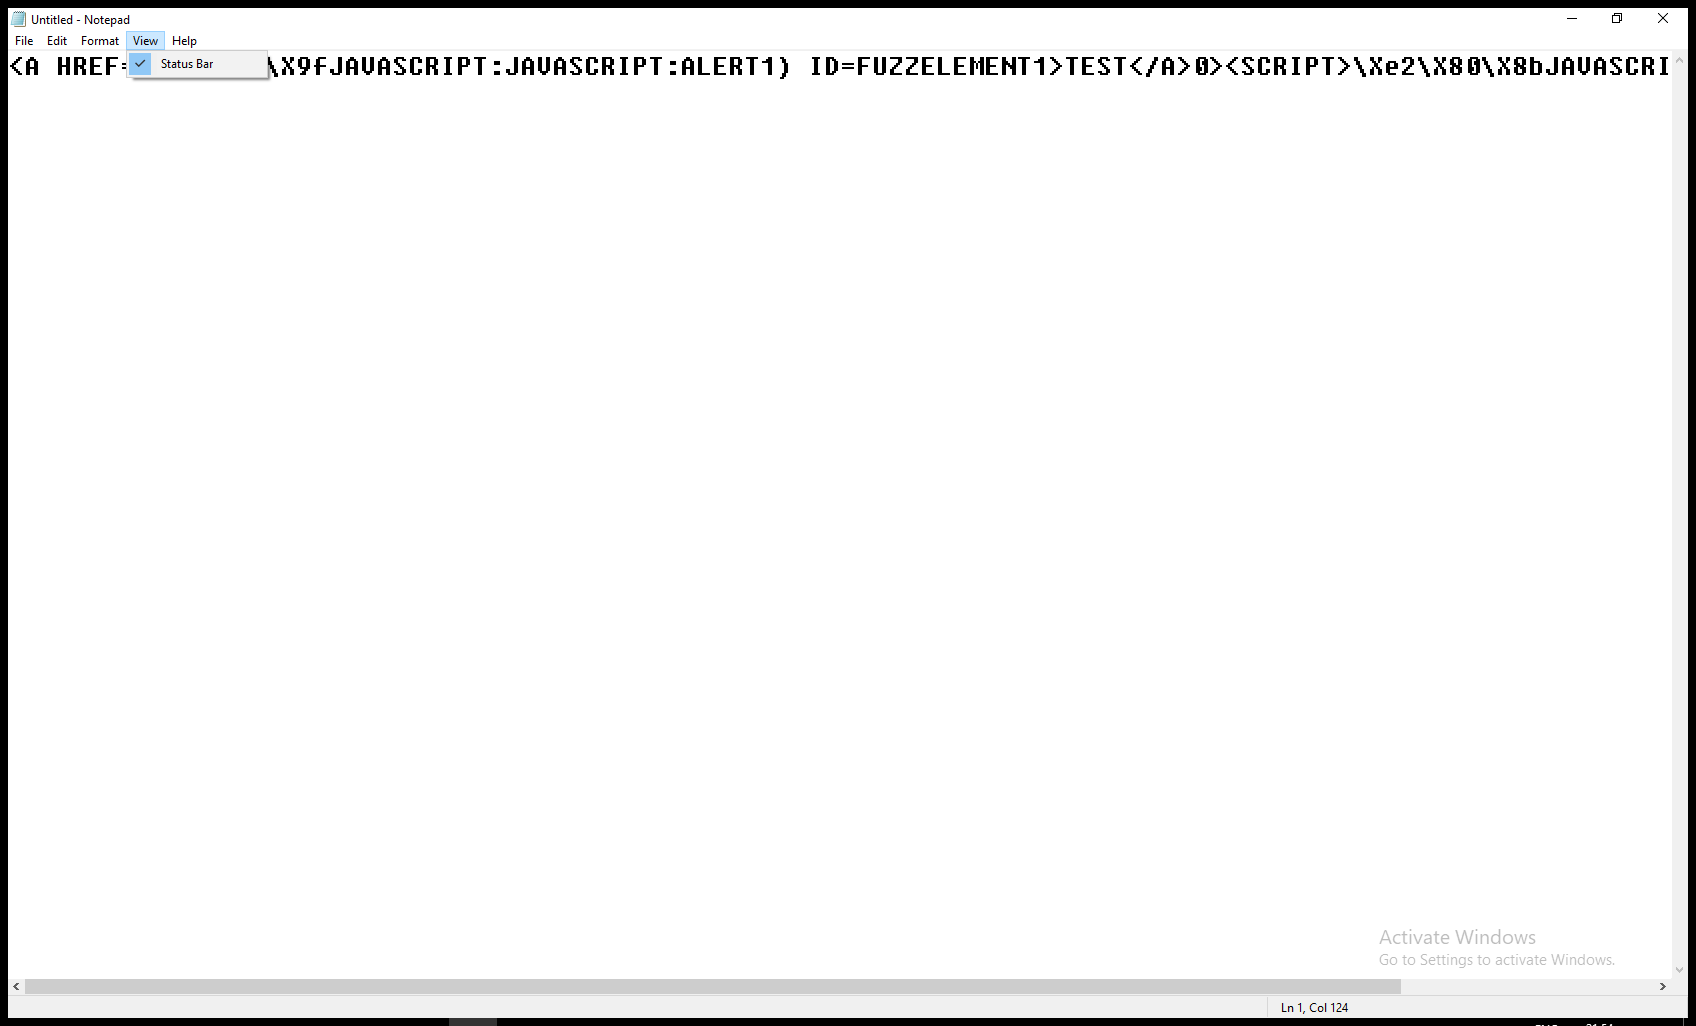 Untitled - Notepad
File Edit Format View Help
Status Bar
<A HREF= \X9fJAVASCRIPT:JAVASCRIPT:ALERT1) ID=FUZZELEMENT1>TEST</A>0><SCRIPT>\Xe2\X80\X8bJAVASCRI
Activate Windows
Go to Settings to activate Windows.
Ln 1, Col 124